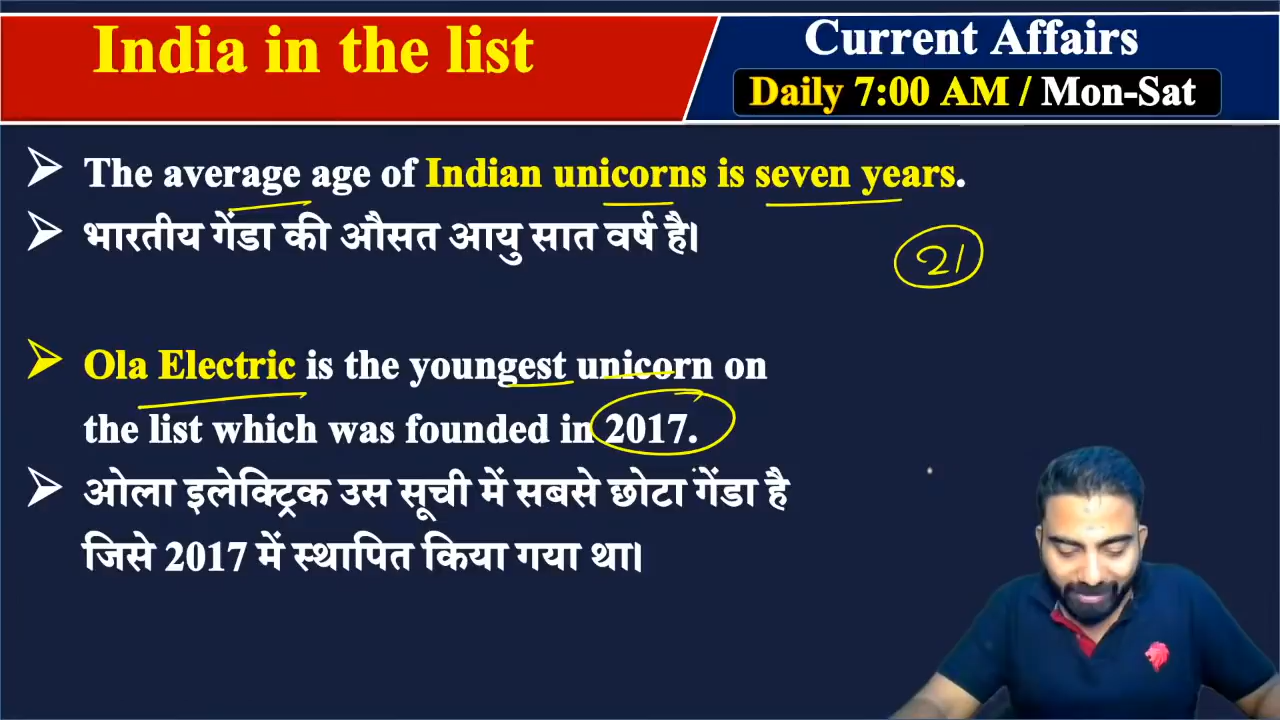 India in the list
Current Affairs
Daily 7:00 AM / Mon-Sat
The average age of Indian unicorns is seven years.
भारतीय गेंडा की औसत आयु सात वर्ष है।
21
Ola Electric is the youngest unicorn on
the list which was founded in 2017.
ओला इलेक्ट्रिक उस सूची में सबसे छोटा गेंडा है
जिसे 2017 में स्थापित किया गया था।